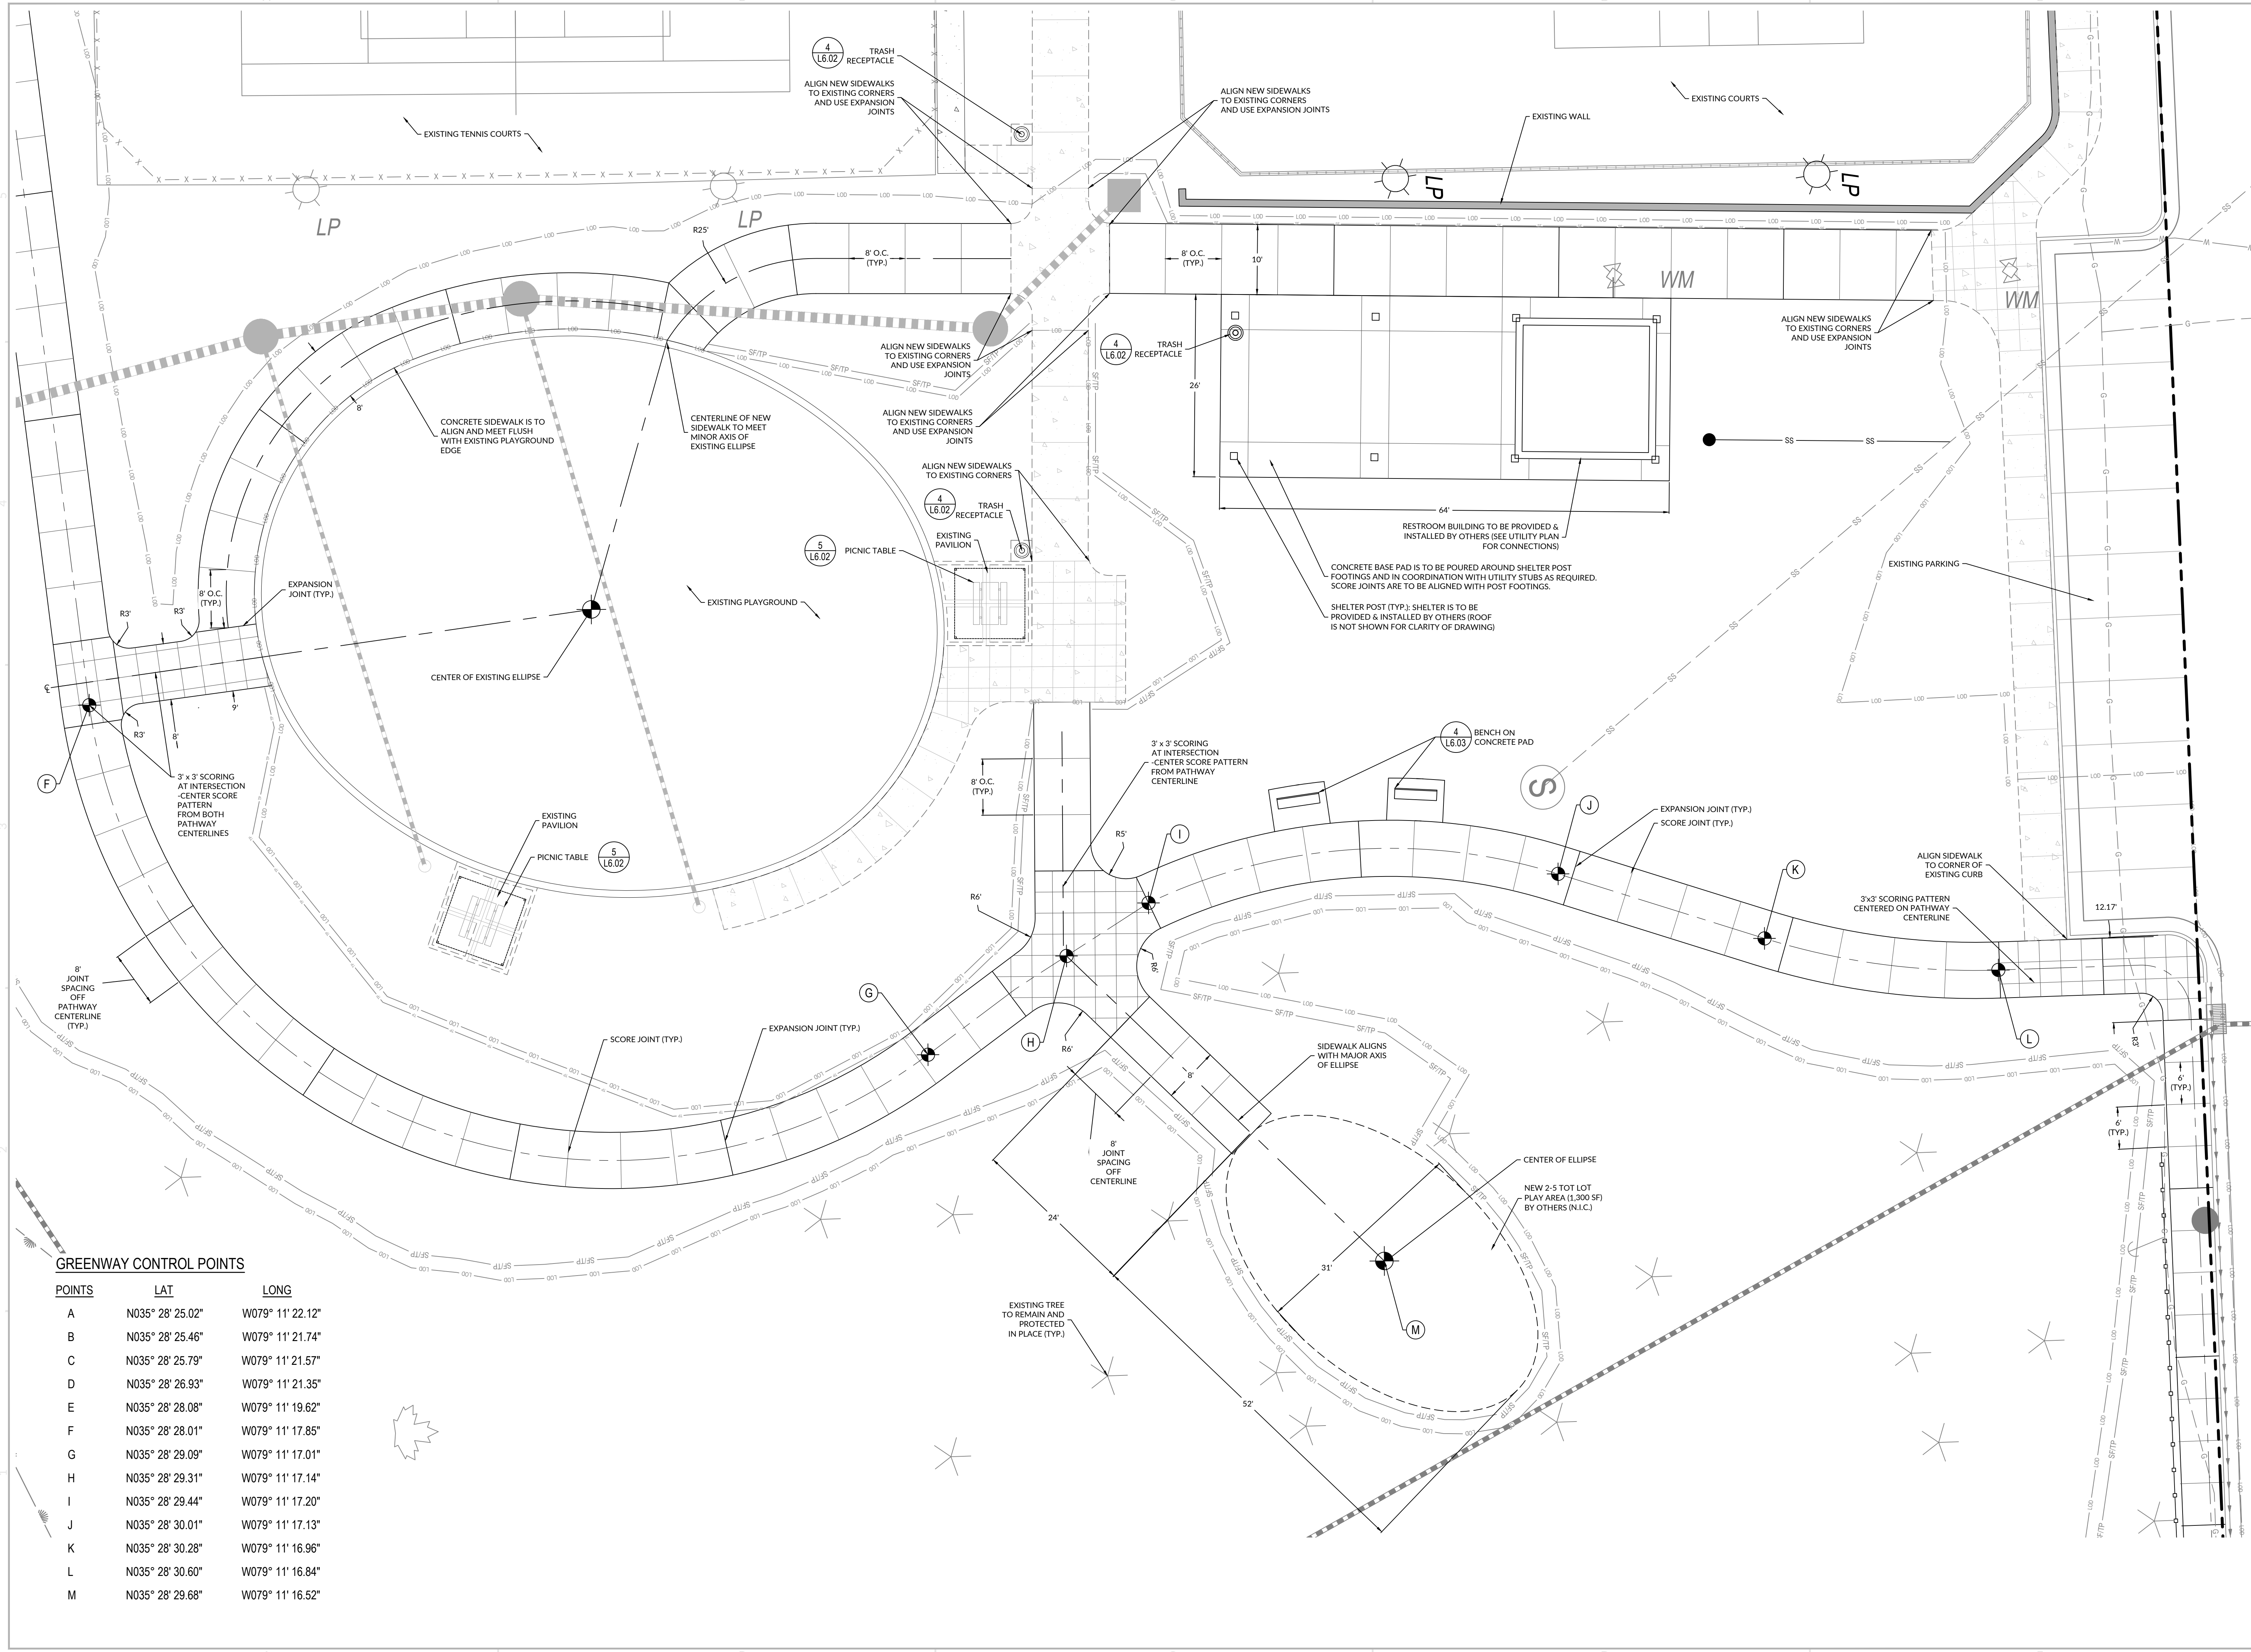 4
L6.02
TRASH
RECEPTACLE
ALIGN NEW SIDEWALKS
TO EXISTING CORNERS
AND USE EXPANSION
JOINTS
ALIGN NEW SIDEWALKS
TO EXISTING CORNERS
AND USE EXPANSION JOINTS
EXISTING COURTS
EXISTING WALL
EXISTING TENNIS COURTS
LP
LP
LP
LP
R25'
8' O.C.
(TYP.)
8' O.C.
(TYP.)
10'
WM
WM
ALIGN NEW SIDEWALKS
TO EXISTING CORNERS
AND USE EXPANSION
JOINTS
ALIGN NEW SIDEWALKS
TO EXISTING CORNERS
AND USE EXPANSION
JOINTS
4
L6.02
TRASH
RECEPTACLE
26'
8'
CONCRETE SIDEWALK IS TO
ALIGN AND MEET FLUSH
WITH EXISTING PLAYGROUND
EDGE
CENTERLINE OF NEW
SIDEWALK TO MEET
MINOR AXIS OF
EXISTING ELLIPSE
ALIGN NEW SIDEWALKS
TO EXISTING CORNERS
AND USE EXPANSION
JOINTS
SS
SS
ALIGN NEW SIDEWALKS
TO EXISTING CORNERS
4
L6.02
TRASH
RECEPTACLE
64'
RESTROOM BUILDING TO BE PROVIDED &
INSTALLED BY OTHERS (SEE UTILITY PLAN
FOR CONNECTIONS)
EXISTING
PAVILION
5
L6.02
PICNIC TABLE
CONCRETE BASE PAD IS TO BE POURED AROUND SHELTER POST
FOOTINGS AND IN COORDINATION WITH UTILITY STUBS AS REQUIRED.
SCORE JOINTS ARE TO BE ALIGNED WITH POST FOOTINGS.
EXISTING PARKING
SHELTER POST (TYP.): SHELTER IS TO BE
PROVIDED & INSTALLED BY OTHERS (ROOF
IS NOT SHOWN FOR CLARITY OF DRAWING)
EXPANSION
JOINT (TYP.)
8' O.C.
(TYP.)
R3'
R3'
EXISTING PLAYGROUND
CENTER OF EXISTING ELLIPSE
9'
8'
R3'
F
3' x 3' SCORING
AT INTERSECTION
-CENTER SCORE
PATTERN
FROM BOTH
PATHWAY
CENTERLINES
3' x 3' SCORING
AT INTERSECTION
-CENTER SCORE PATTERN
FROM PATHWAY
CENTERLINE
4
L6.03
BENCH ON
CONCRETE PAD
8' O.C.
(TYP.)
S
J
EXPANSION JOINT (TYP.)
SCORE JOINT (TYP.)
EXISTING
PAVILION
PICNIC TABLE
5
L6.02
R5'
I
K
ALIGN SIDEWALK
TO CORNER OF
EXISTING CURB
3'x3' SCORING PATTERN
CENTERED ON PATHWAY
CENTERLINE
12.17'
R6'
R6'
8'
JOINT
SPACING
OFF
PATHWAY
CENTERLINE
(TYP.)
G
SCORE JOINT (TYP.)
EXPANSION JOINT (TYP.)
H
R6'
SIDEWALK ALIGNS
WITH MAJOR AXIS
OF ELLIPSE
8'
L
R3'
6'
(TYP.)
6'
(TYP.)
8'
JOINT
SPACING
OFF
CENTERLINE
CENTER OF ELLIPSE
NEW 2-5 TOT LOT
PLAY AREA (1,300 SF)
BY OTHERS (N.I.C.)
24'
31'
M
EXISTING TREE
TO REMAIN AND
PROTECTED
IN PLACE (TYP.)
52'
GREENWAY CONTROL POINTS
POINTS LAT LONG
A N035° 28' 25.02" W079° 11' 22.12"
B N035° 28' 25.46" W079° 11' 21.74"
C N035° 28' 25.79" W079° 11' 21.57"
D N035° 28' 26.93" W079° 11' 21.35"
E N035° 28' 28.08" W079° 11' 19.62"
F N035° 28' 28.01" W079° 11' 17.85"
G N035° 28' 29.09" W079° 11' 17.01"
H N035° 28' 29.31" W079° 11' 17.14"
I N035° 28' 29.44" W079° 11' 17.20"
J N035° 28' 30.01" W079° 11' 17.13"
K N035° 28' 30.28" W079° 11' 16.96"
L N035° 28' 30.60" W079° 11' 16.84"
M N035° 28' 29.68" W079° 11' 16.52"